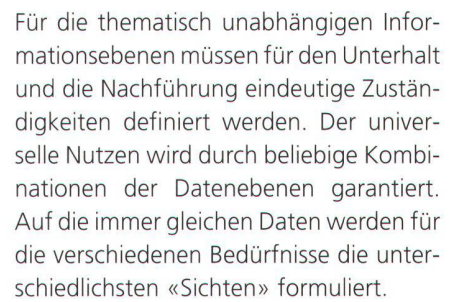 Für die thematisch unabhängigen Infor-
mationsebenen müssen für den Unterhalt
und die Nachführung eindeutige Zustän-
digkeiten definiert werden. Der univer-
selle Nutzen wird durch beliebige Kombi-
nationen der Datenebenen garantiert.
Auf die immer gleichen Daten werden für
die verschiedenen Bedürfnisse die unter-
schiedlichsten «Sichten» formuliert.